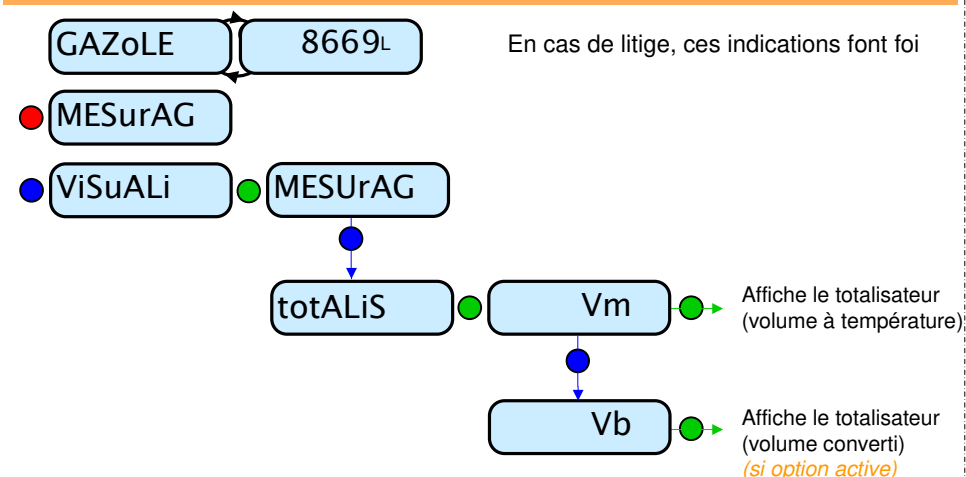 GAZoLE 8669L En cas de litige, ces indications font foi
MESurAG
ViSuALi MESUrAG
totALiS Vm Affiche le totalisateur
(volume à température)
Vb Affiche le totalisateur
(volume converti)
(si option active)